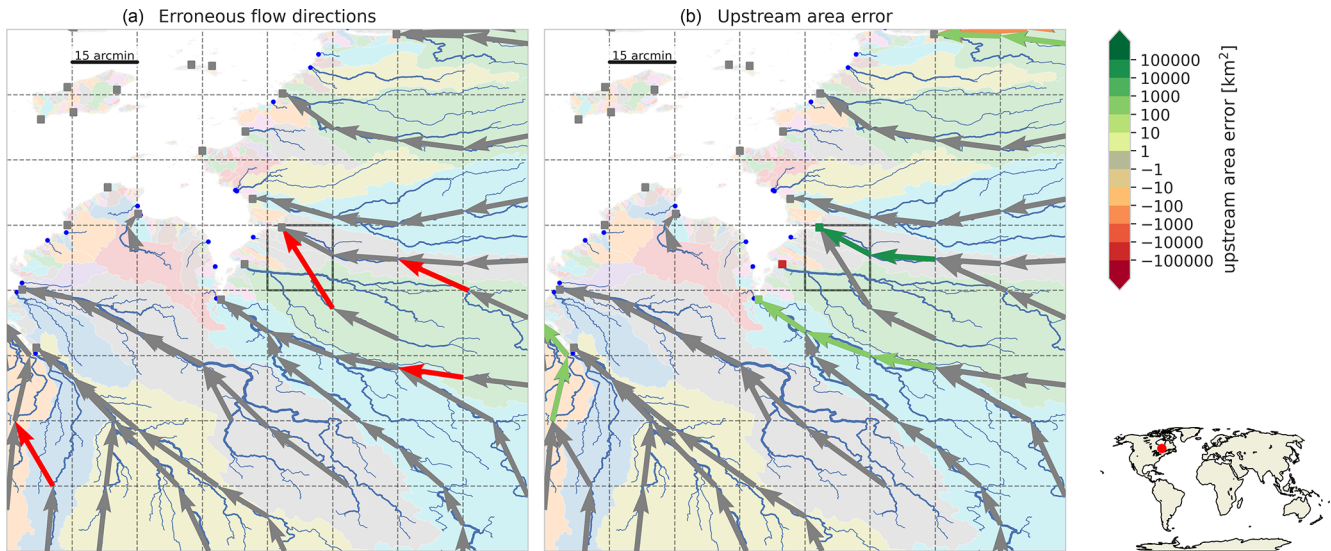 (a) Erroneous flow directions
(b) Upstream area error
15 arcmin
15 arcmin
100000
10000
1000
100
10
1
−1
−10
−100
−1000
−10000
−100000
upstream area error [km²]